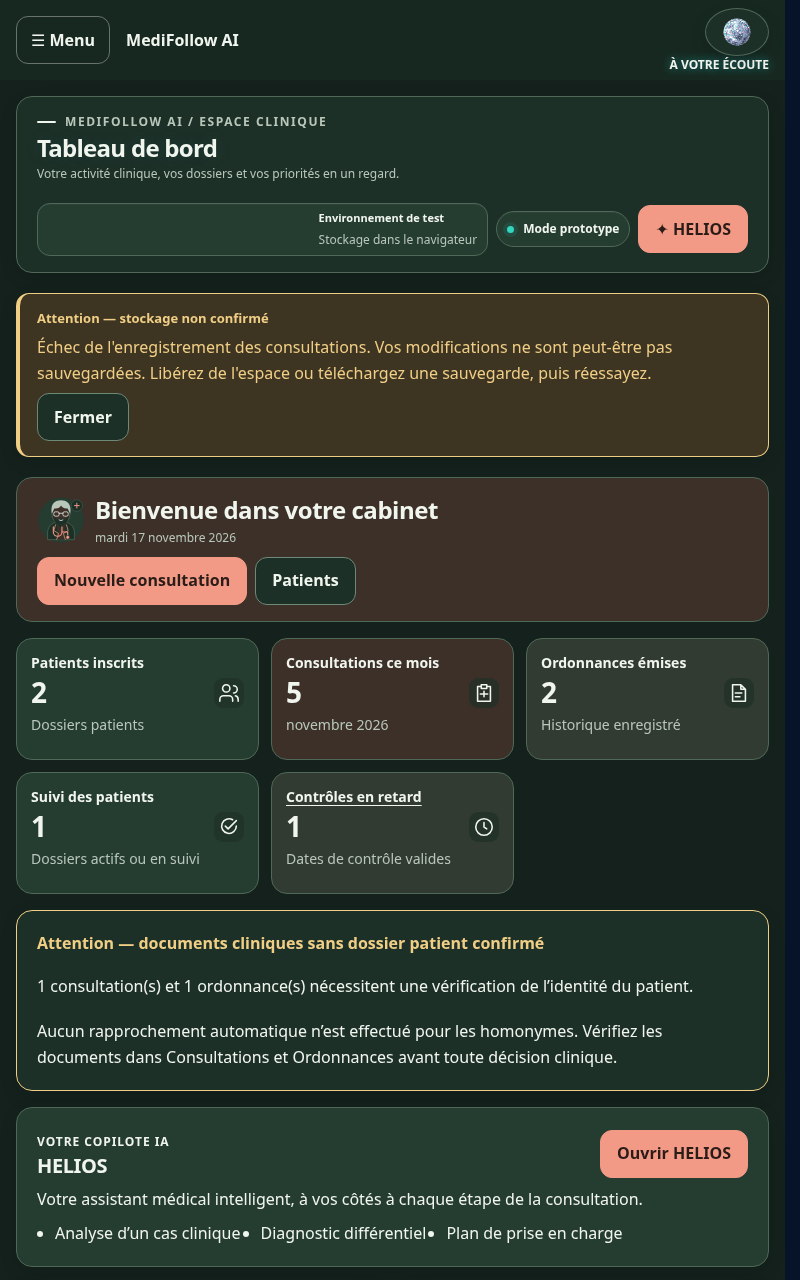 ☰ Menu
MediFollow AI
À VOTRE ÉCOUTE
MEDIFOLLOW AI / ESPACE CLINIQUE
Tableau de bord
Votre activité clinique, vos dossiers et vos priorités en un regard.
Environnement de test
Stockage dans le navigateur
Mode prototype
✦ HELIOS
Attention — stockage non confirmé
Échec de l'enregistrement des consultations. Vos modifications ne sont peut-être pas
sauvegardées. Libérez de l'espace ou téléchargez une sauvegarde, puis réessayez.
Fermer
Bienvenue dans votre cabinet
mardi 17 novembre 2026
Nouvelle consultation
Patients
Patients inscrits
2
Dossiers patients
Consultations ce mois
5
novembre 2026
Ordonnances émises
2
Historique enregistré
Suivi des patients
1
Dossiers actifs ou en suivi
Contrôles en retard
1
Dates de contrôle valides
Attention — documents cliniques sans dossier patient confirmé
1 consultation(s) et 1 ordonnance(s) nécessitent une vérification de l’identité du patient.
Aucun rapprochement automatique n’est effectué pour les homonymes. Vérifiez les
documents dans Consultations et Ordonnances avant toute décision clinique.
VOTRE COPILOTE IA
HELIOS
Ouvrir HELIOS
Votre assistant médical intelligent, à vos côtés à chaque étape de la consultation.
• Analyse d’un cas clinique • Diagnostic différentiel • Plan de prise en charge